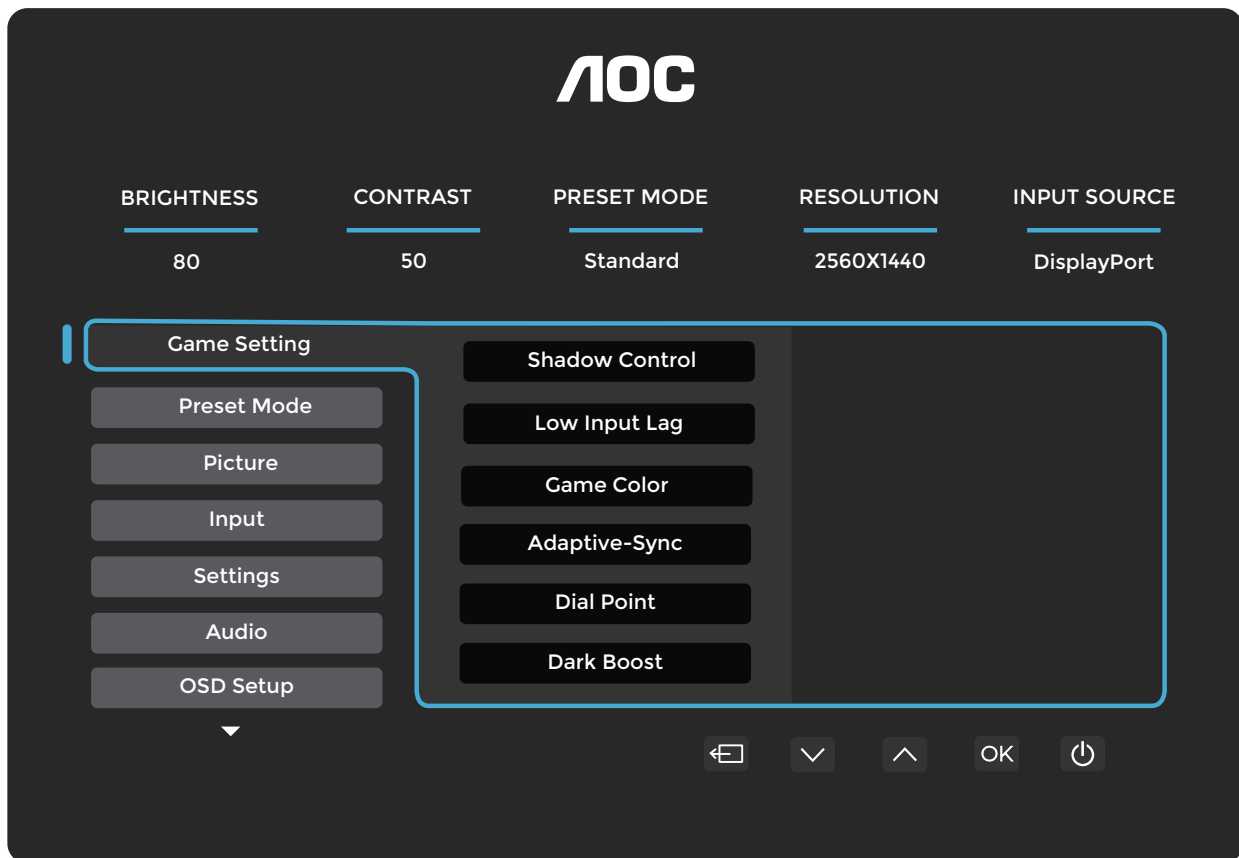 AOC
BRIGHTNESS CONTRAST PRESET MODE RESOLUTION INPUT SOURCE
80 50 Standard 2560X1440 DisplayPort
Game Setting
Preset Mode
Picture
Input
Settings
Audio
OSD Setup
Shadow Control
Low Input Lag
Game Color
Adaptive-Sync
Dial Point
Dark Boost
OK